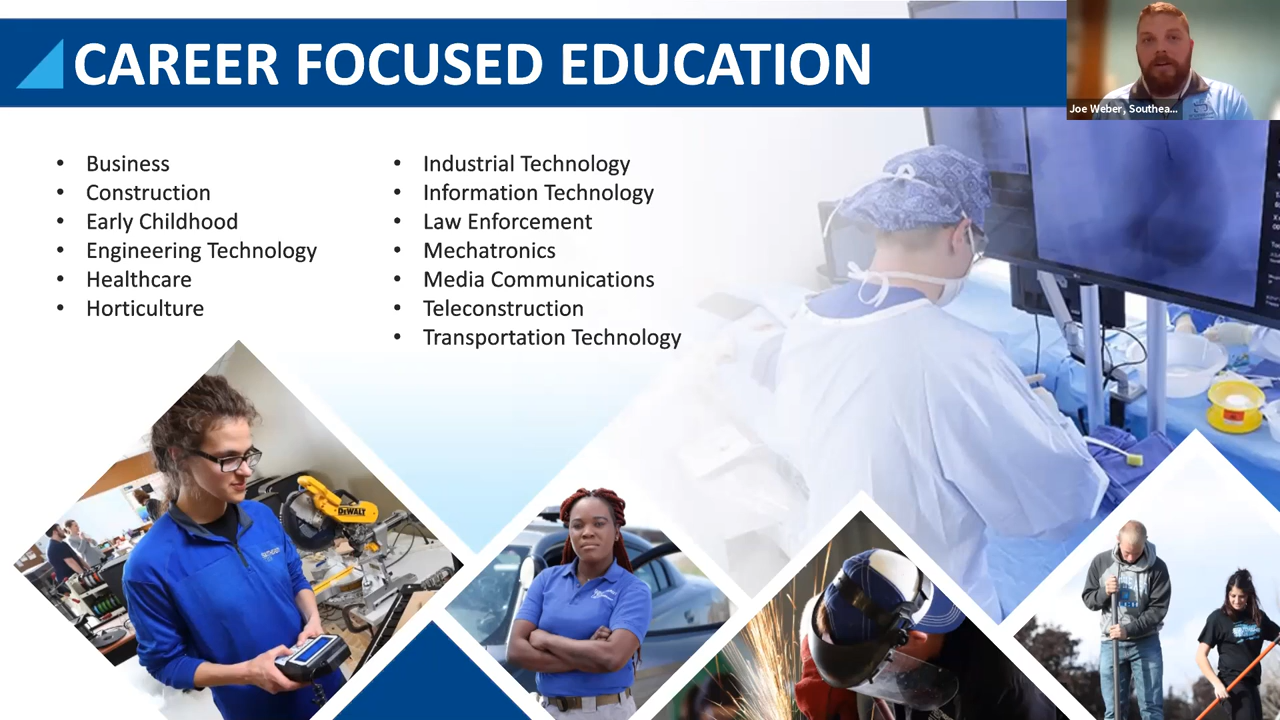 CAREER FOCUSED EDUCATION
Joe Weber, Southea...
• Business
• Construction
• Early Childhood
• Engineering Technology
• Healthcare
• Horticulture
• Industrial Technology
• Information Technology
• Law Enforcement
• Mechatronics
• Media Communications
• Teleconstruction
• Transportation Technology
DEWALT